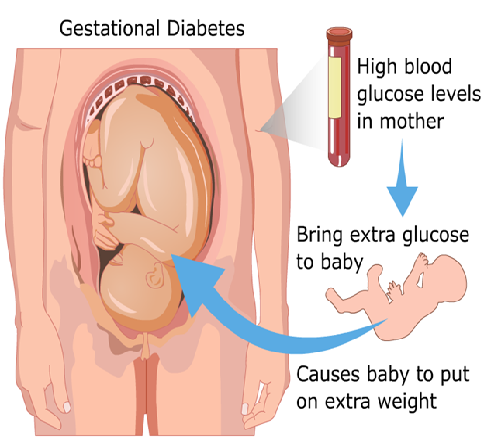 Gestational Diabetes
High blood
glucose levels
in mother
Bring extra glucose
to baby
Causes baby to put
on extra weight